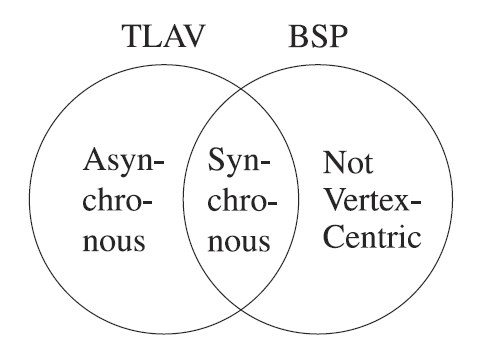 TLAV BSP
Asyn-
chro-
nous
Syn-
chro-
nous
Not
Vertex-
Centric